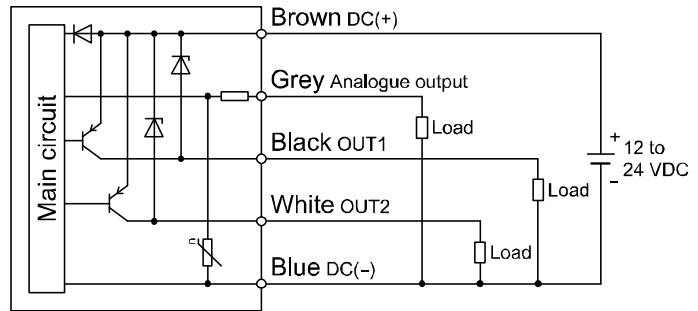 Brown DC(+)
Grey Analogue output
Load
Black OUT1
+
12 to
24 VDC
−
Load
White OUT2
Load
Blue DC(−)
Main circuit